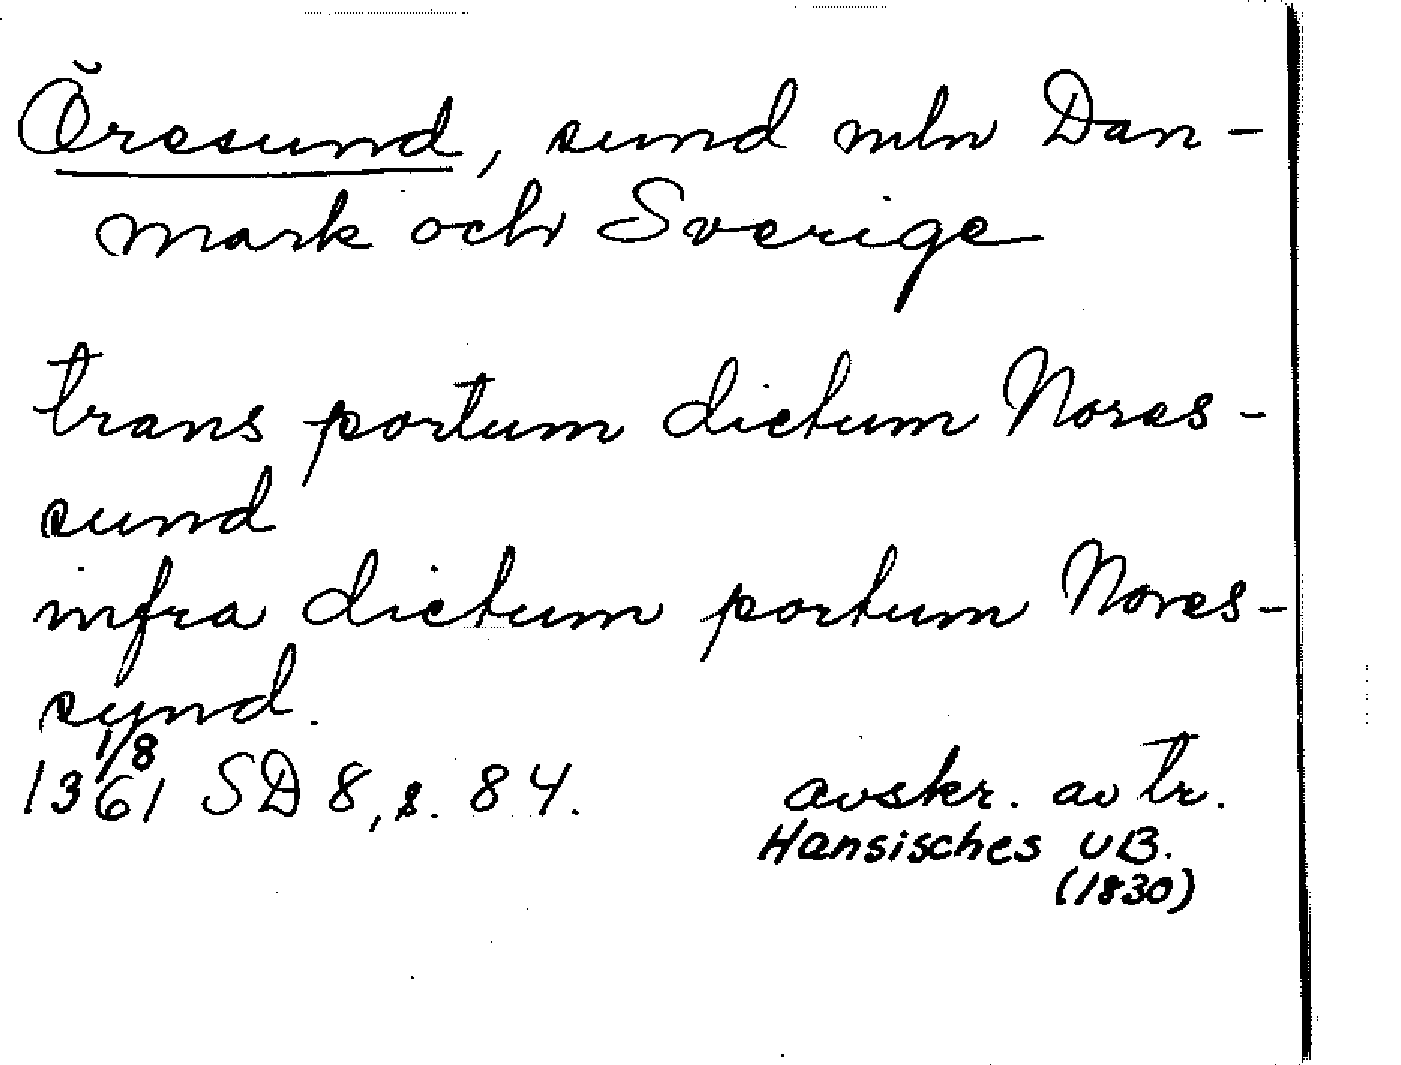 Öresund, sund mln Dan-
mark och Sverige
trans portum dictum Nores-
sund
infra dictum portum Nores-
synd.
1361 1/8 SD 8, s. 84. avskr. av tr.
Hansisches UB.
(1830)